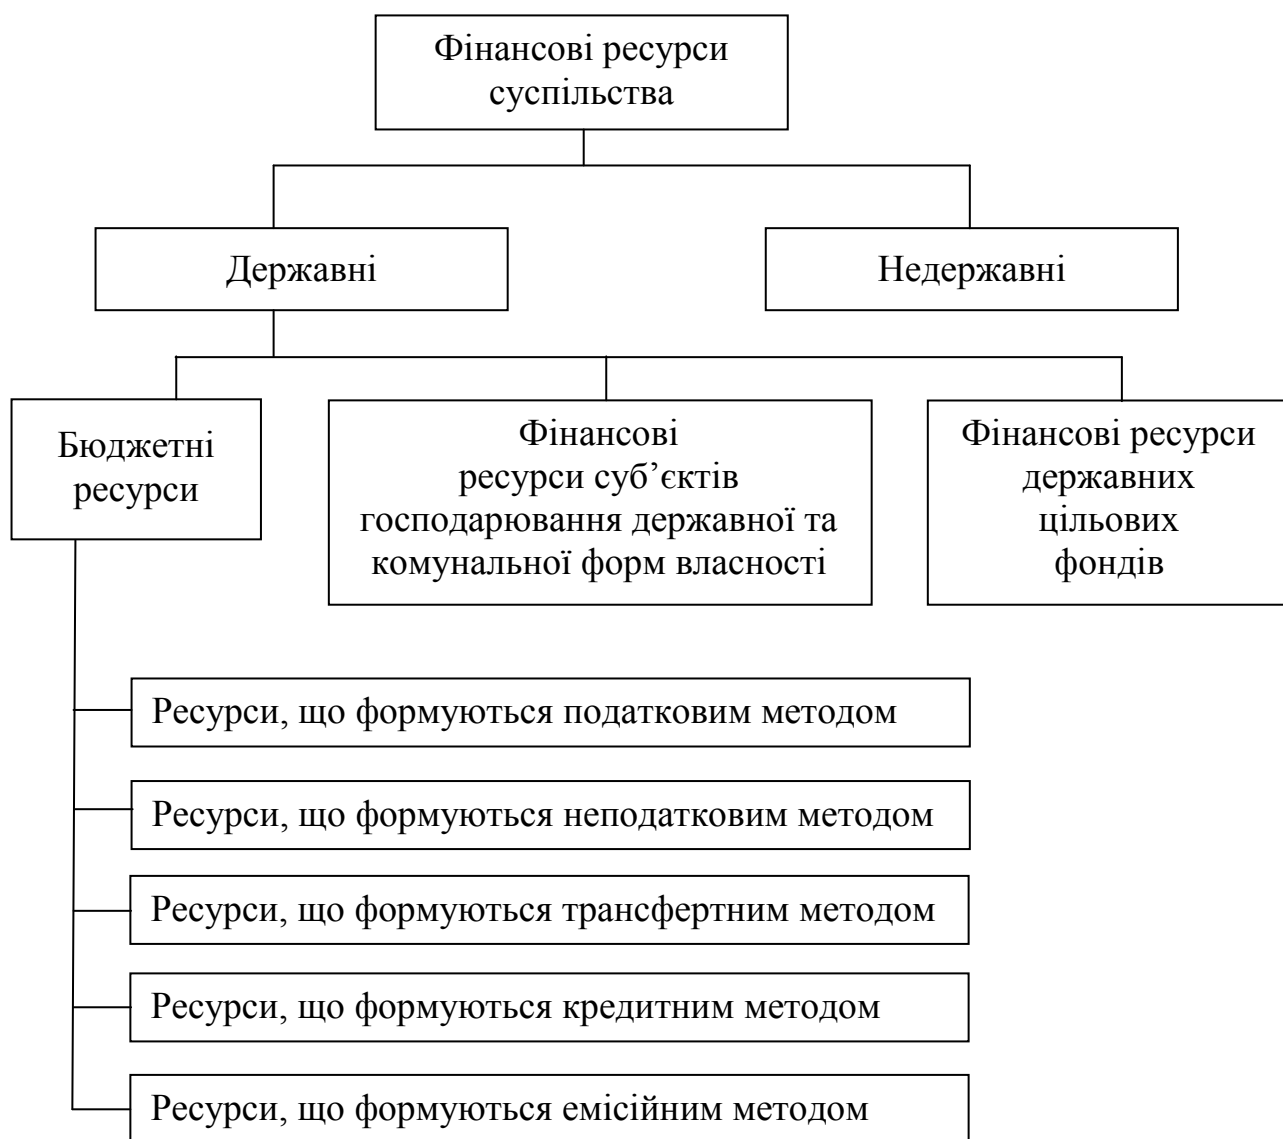 Фінансові ресурси
суспільства
Державні
Недержавні
Бюджетні
ресурси
Фінансові
ресурси суб’єктів
господарювання державної та
комунальної форм власності
Фінансові ресурси
державних
цільових
фондів
Ресурси, що формуються податковим методом
Ресурси, що формуються неподатковим методом
Ресурси, що формуються трансфертним методом
Ресурси, що формуються кредитним методом
Ресурси, що формуються емісійним методом